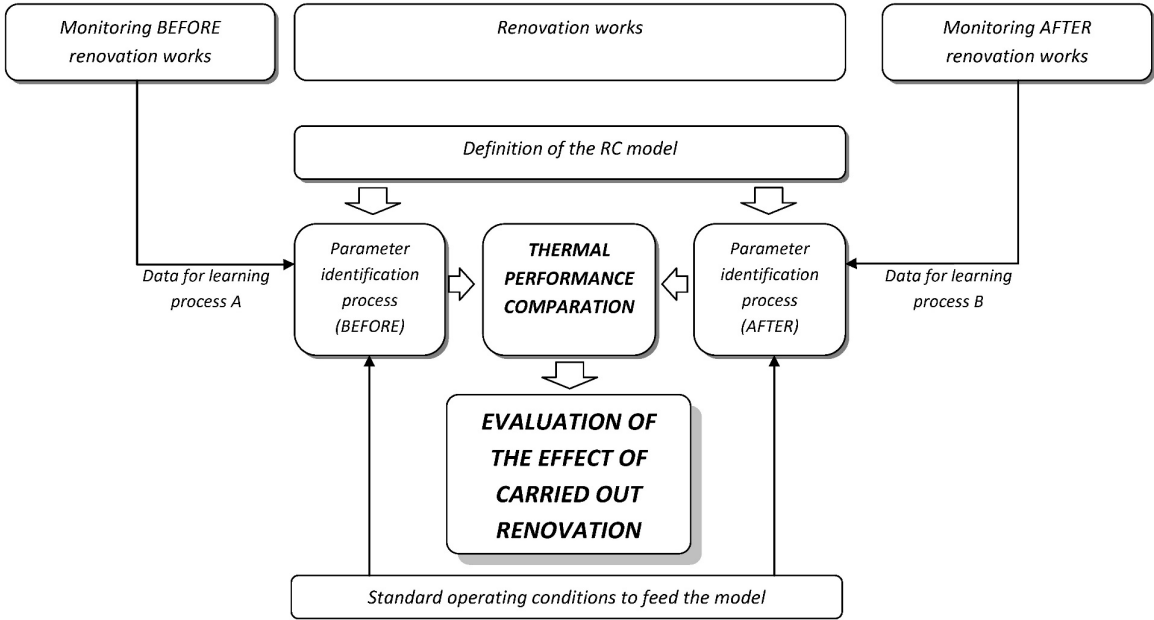 Monitoring BEFORE
renovation works
Renovation works
Monitoring AFTER
renovation works
Definition of the RC model
Parameter
identification
process
(BEFORE)
THERMAL
PERFORMANCE
COMPARATION
Parameter
identification
process
(AFTER)
Data for learning
process A
Data for learning
process B
EVALUATION OF
THE EFFECT OF
CARRIED OUT
RENOVATION
Standard operating conditions to feed the model